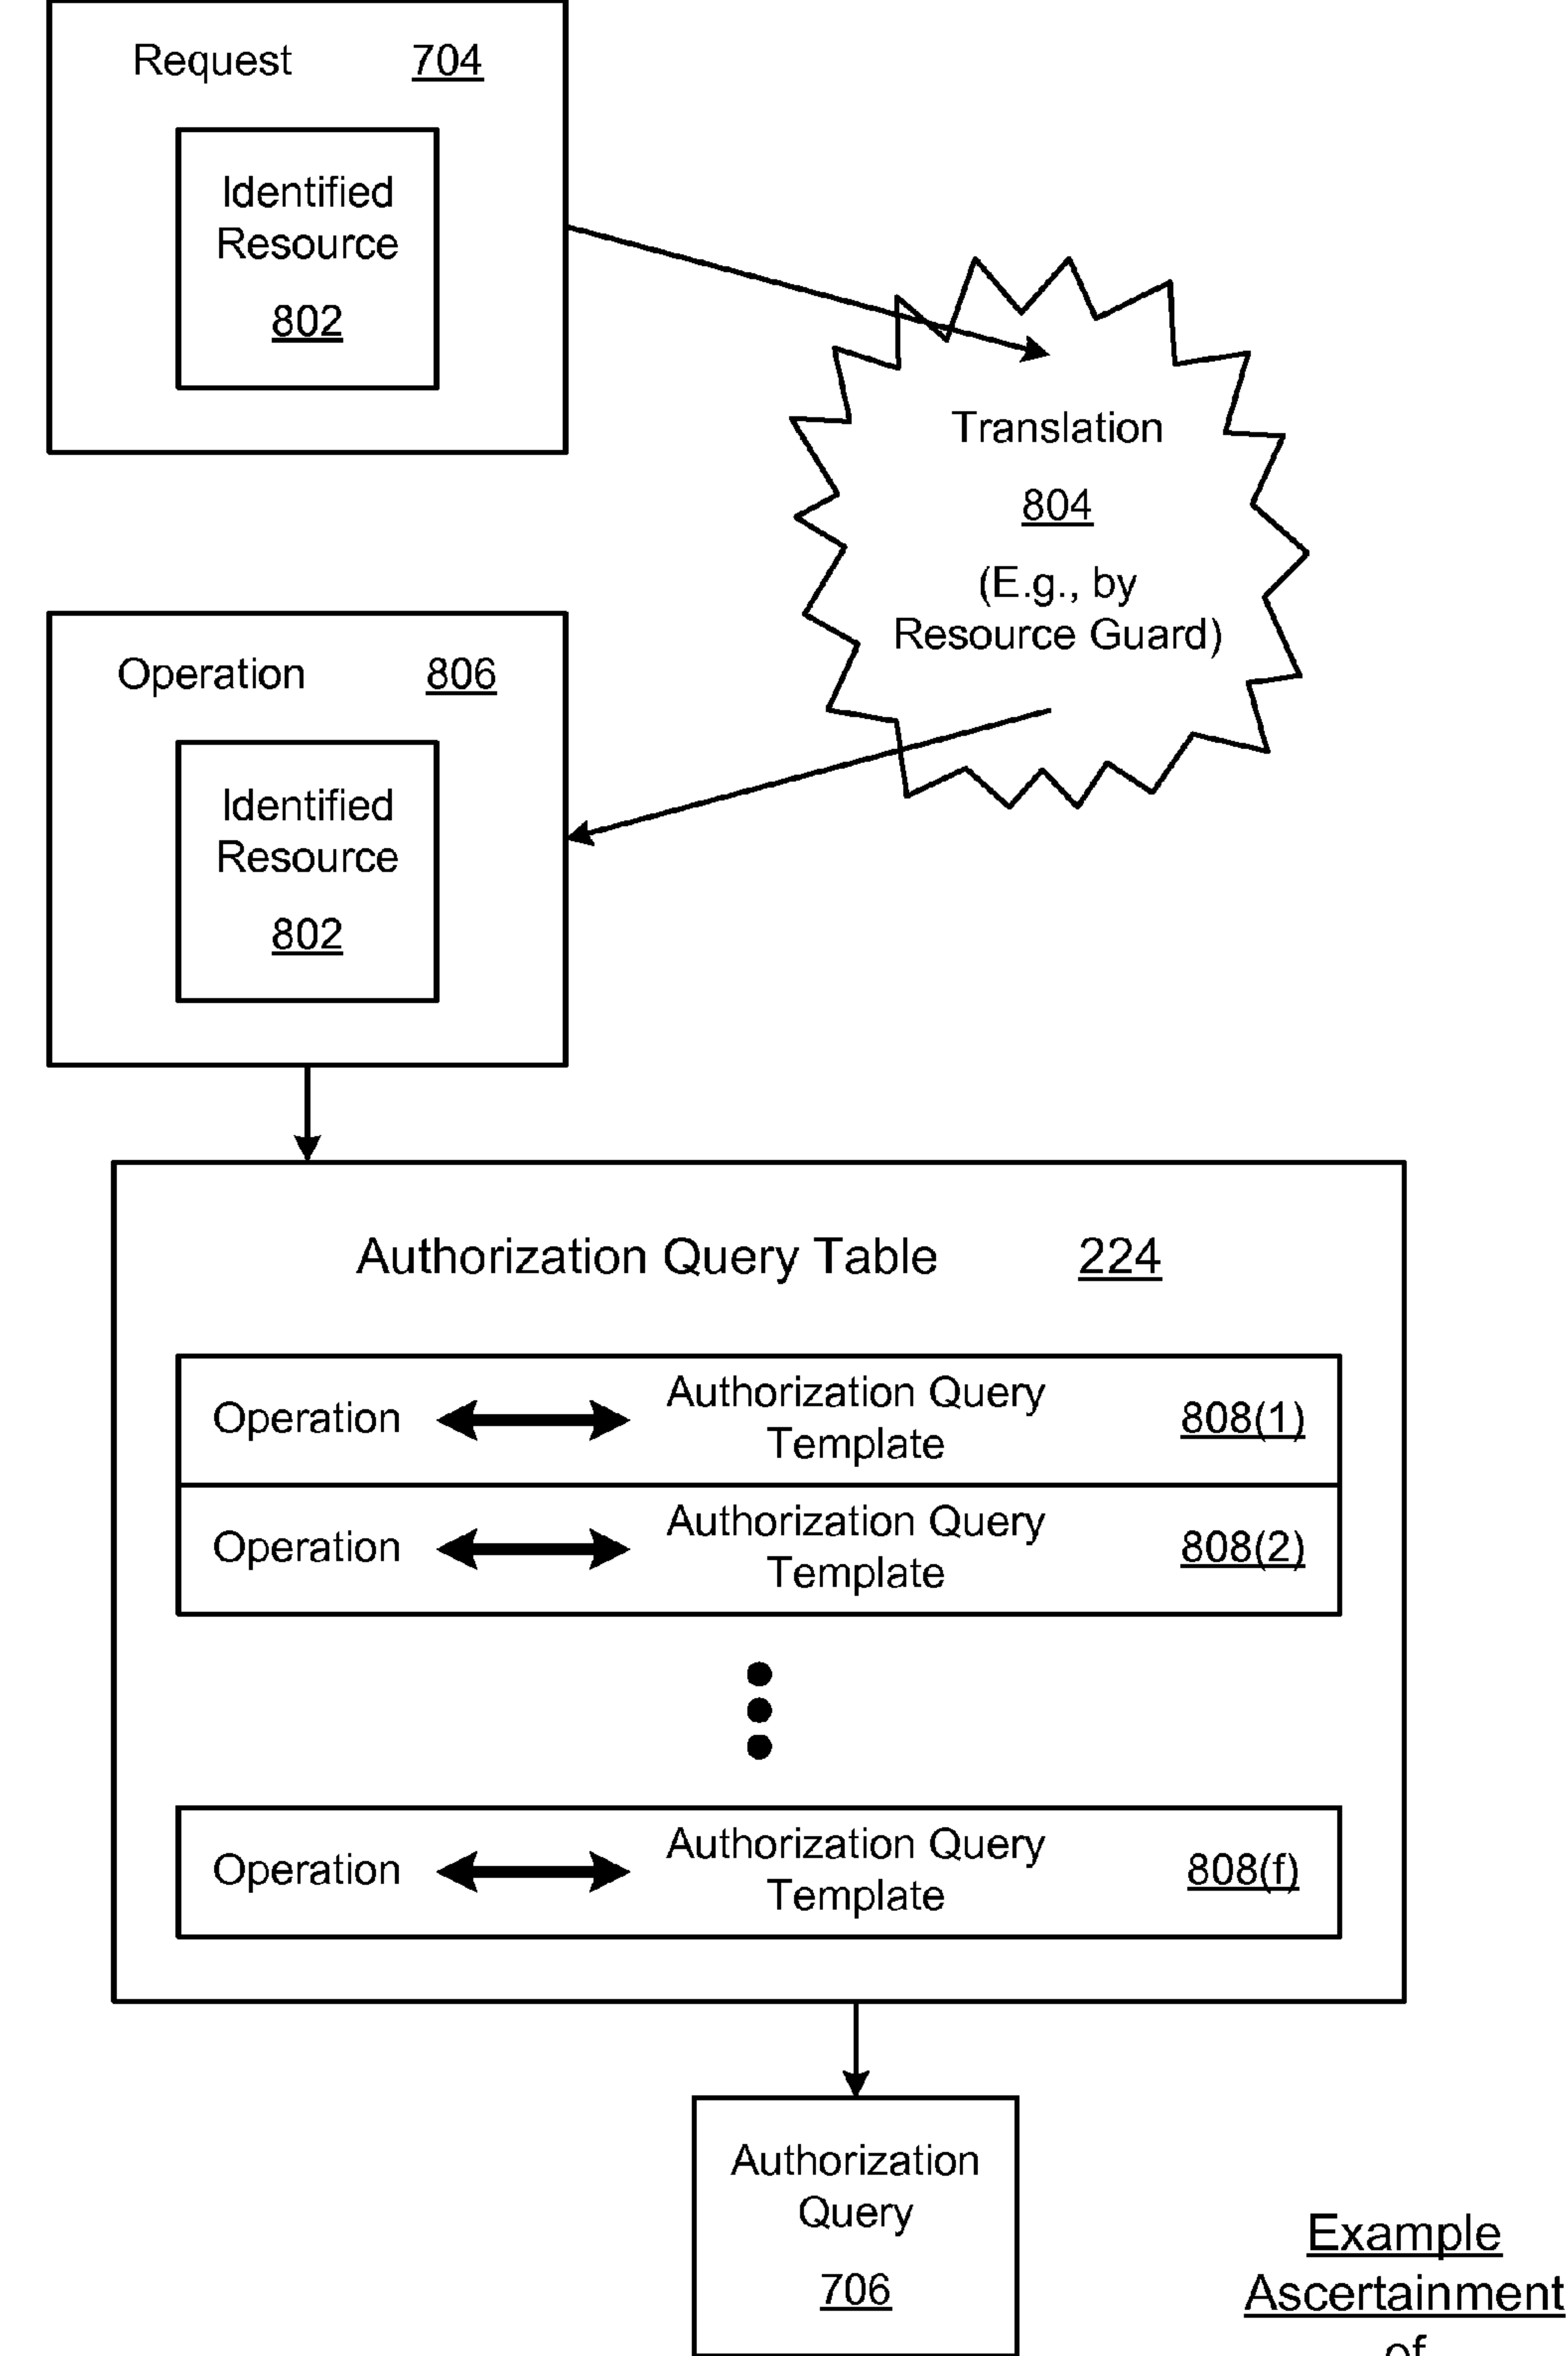 Request 704
Identified
Resource
802
Translation
804
(E.g., by
Resource Guard)
Operation 806
Identified
Resource
802
Authorization Query Table 224
Operation Authorization Query Template 808(1)
Operation Authorization Query Template 808(2)
Operation Authorization Query Template 808(f)
Authorization
Query
706
Example
Ascertainment
of